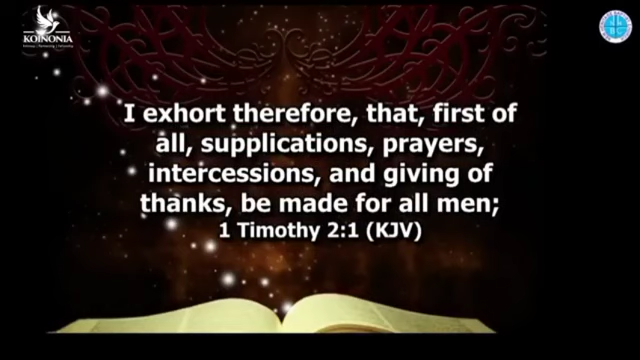 KOINONIA
I exhort therefore, that, first of
all, supplications, prayers,
intercessions, and giving of
thanks, be made for all men;
1 Timothy 2:1 (KJV)